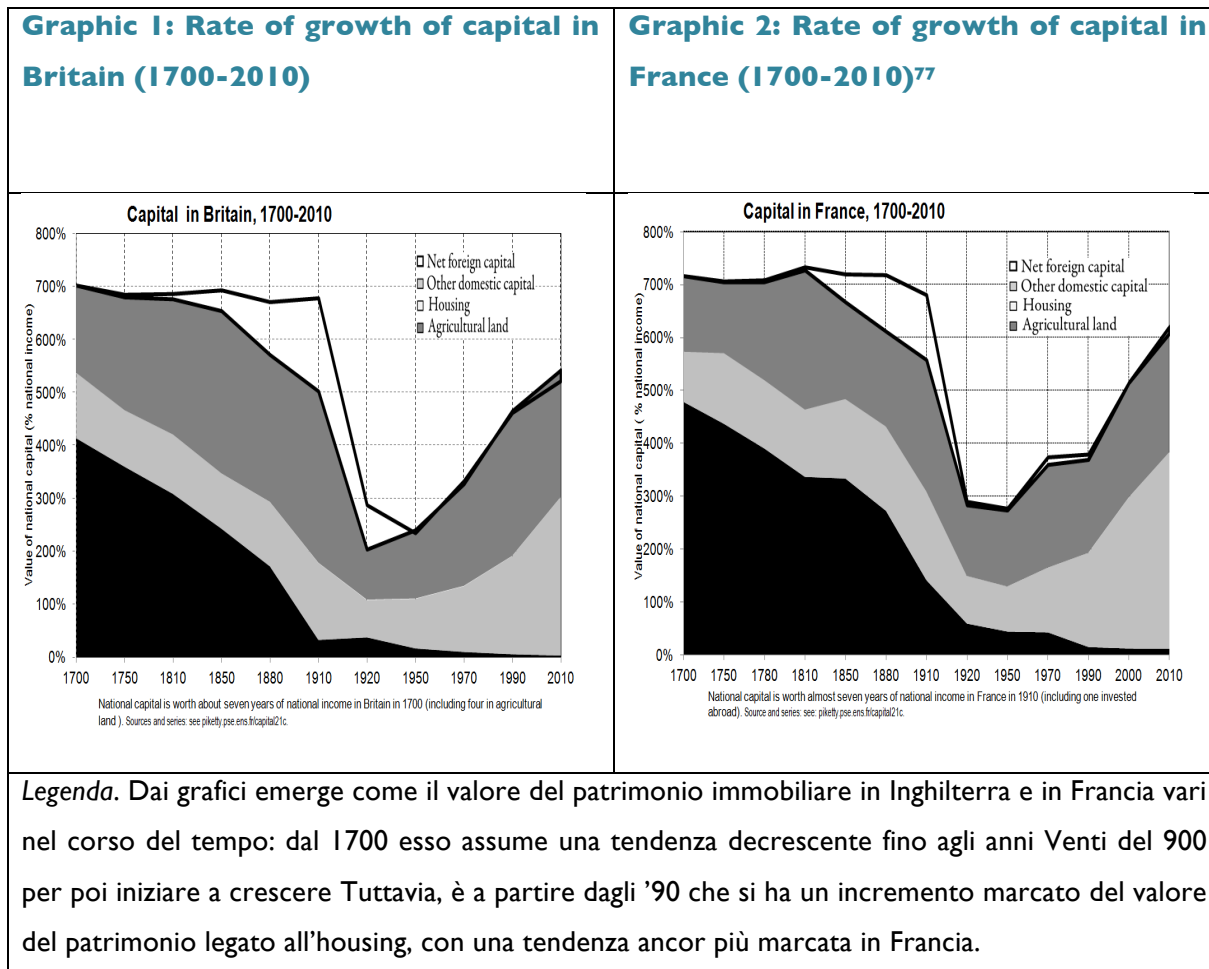 Graphic 1: Rate of growth of capital in
Britain (1700-2010)
Graphic 2: Rate of growth of capital in
France (1700-2010)⁷⁷
Capital in Britain, 1700-2010
Value of national capital (% national income)
800%
700%
600%
500%
400%
300%
200%
100%
0%
Net foreign capital
Other domestic capital
Housing
Agricultural land
1700 1750 1810 1850 1880 1910 1920 1950 1970 1990 2010
National capital is worth about seven years of national income in Britain in 1700 (including four in agricultural
land ). Sources and series: see piketty.pse.ens.fr/capital21c.
Capital in France, 1700-2010
Value of national capital ( % national income)
800%
700%
600%
500%
400%
300%
200%
100%
0%
Net foreign capital
Other domestic capital
Housing
Agricultural land
1700 1750 1780 1810 1850 1880 1910 1920 1950 1970 1990 2000 2010
National capital is worth almost seven years of national income in France in 1910 (including one invested
abroad). Source and series: see: piketty.pse.ens.fr/capital21c.
Legenda. Dai grafici emerge come il valore del patrimonio immobiliare in Inghilterra e in Francia vari
nel corso del tempo: dal 1700 esso assume una tendenza decrescente fino agli anni Venti del 900
per poi iniziare a crescere Tuttavia, è a partire dagli ’90 che si ha un incremento marcato del valore
del patrimonio legato all’housing, con una tendenza ancor più marcata in Francia.